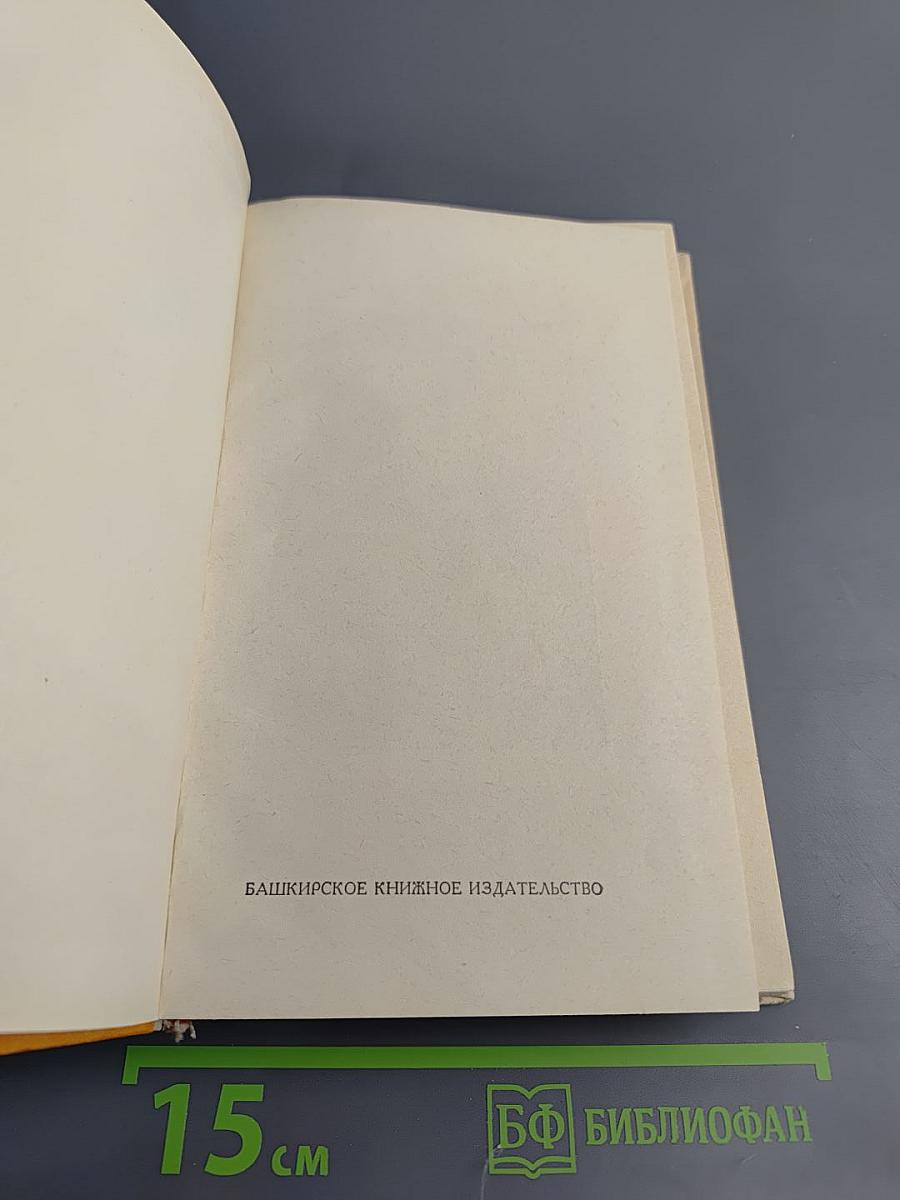 БАШКИРСКОЕ КНИЖНОЕ ИЗДАТЕЛЬСТВО
15 см
БФ БИБЛИОФАН